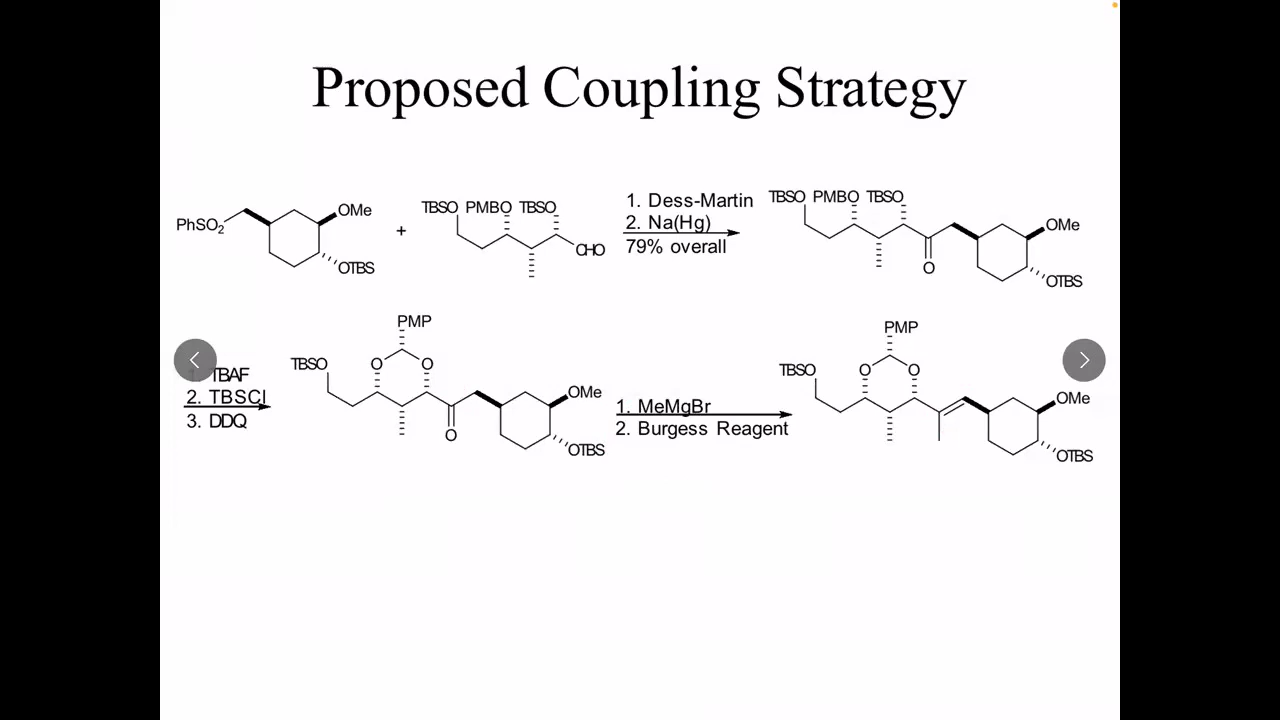 Proposed Coupling Strategy
PhSO2
OMe
OTBS
+
TBSO PMBO TBSO
CHO
1. Dess-Martin
2. Na(Hg)
79% overall
TBSO PMBO TBSO
O
OMe
OTBS
TBAF
2. TBSCl
3. DDQ
PMP
TBSO
O O
O
OMe
OTBS
1. MeMgBr
2. Burgess Reagent
PMP
TBSO
O O
OMe
OTBS